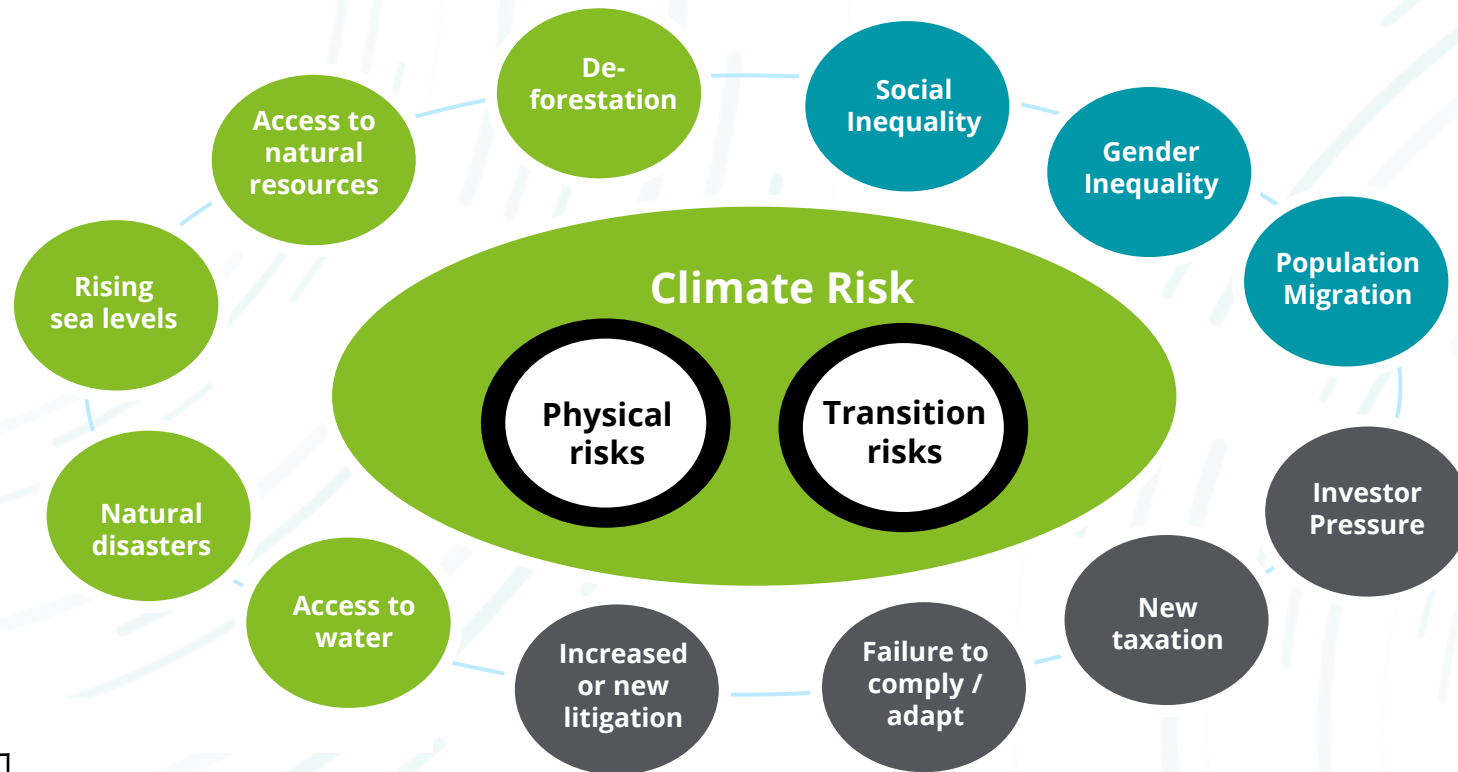 De-
forestation
Social
Inequality
Gender
Inequality
Population
Migration
Investor
Pressure
New
taxation
Failure to
comply /
adapt
Increased
or new
litigation
Access to
water
Natural
disasters
Rising
sea levels
Access to
natural
resources
Climate Risk
Physical
risks
Transition
risks